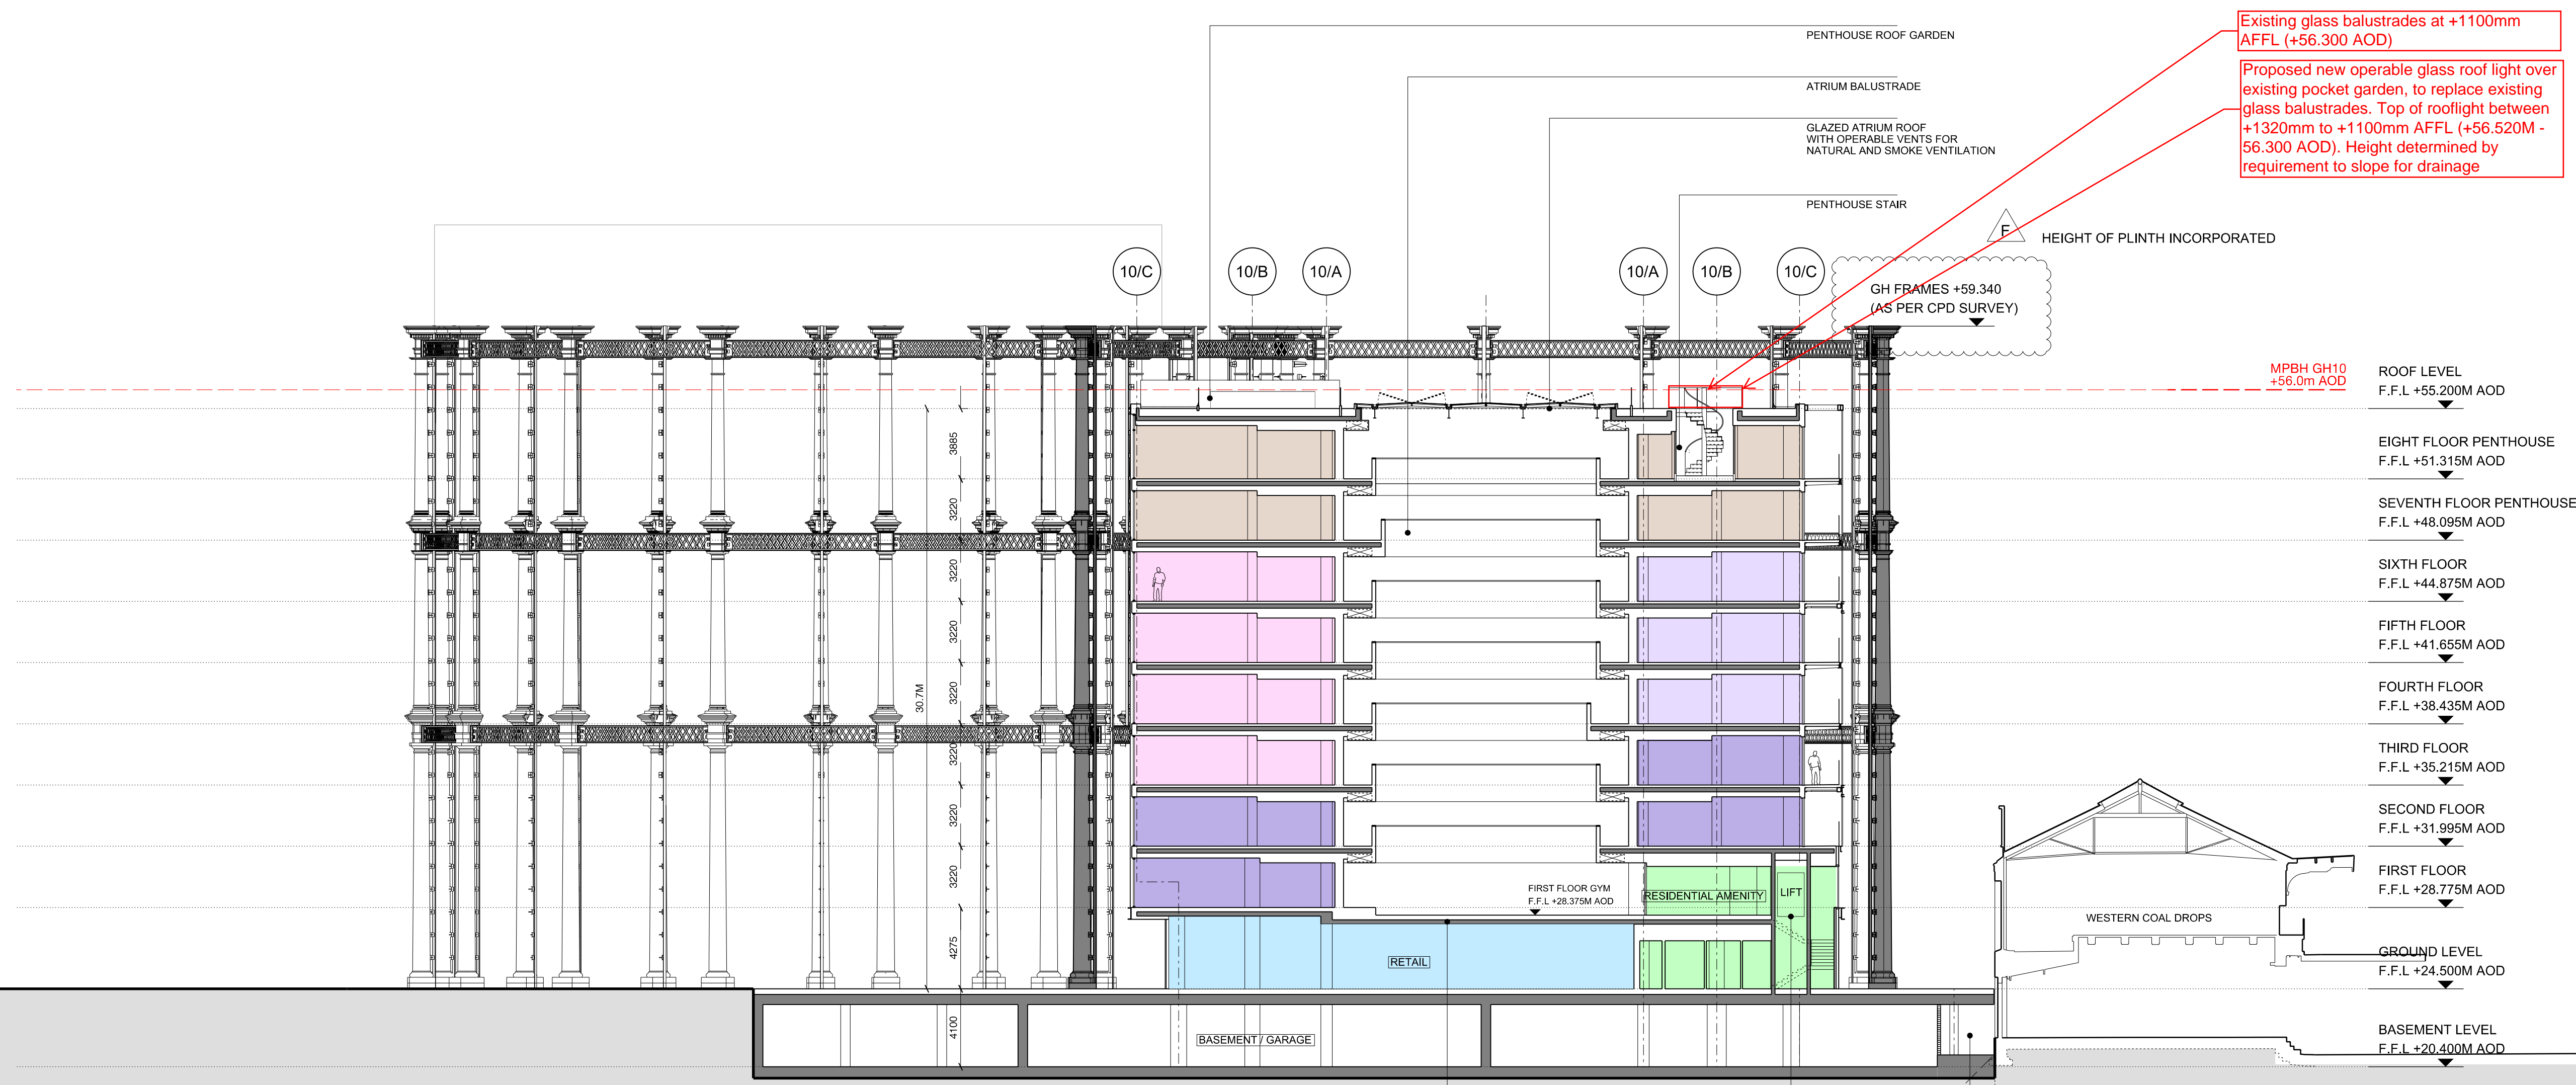 PENTHOUSE ROOF GARDEN
ATRIUM BALUSTRADE
GLAZED ATRIUM ROOF
WITH OPERABLE VENTS FOR
NATURAL AND SMOKE VENTILATION
PENTHOUSE STAIR
Existing glass balustrades at +1100mm
AFFL (+56.300 AOD)
Proposed new operable glass roof light over
existing pocket garden, to replace existing
glass balustrades. Top of rooflight between
+1320mm to +1100mm AFFL (+56.520M -
56.300 AOD). Height determined by
requirement to slope for drainage
F
HEIGHT OF PLINTH INCORPORATED
10/C
10/B
10/A
10/A
10/B
10/C
GH FRAMES +59.340
(AS PER CPD SURVEY)
MPBH GH10
+56.0m AOD
ROOF LEVEL
F.F.L +55.200M AOD
EIGHT FLOOR PENTHOUSE
F.F.L +51.315M AOD
SEVENTH FLOOR PENTHOUSE
F.F.L +48.095M AOD
SIXTH FLOOR
F.F.L +44.875M AOD
FIFTH FLOOR
F.F.L +41.655M AOD
FOURTH FLOOR
F.F.L +38.435M AOD
THIRD FLOOR
F.F.L +35.215M AOD
SECOND FLOOR
F.F.L +31.995M AOD
FIRST FLOOR
F.F.L +28.775M AOD
GROUND LEVEL
F.F.L +24.500M AOD
BASEMENT LEVEL
F.F.L +20.400M AOD
3885
3220
3220
3220
3220
3220
3220
3220
4275
4100
30.7M
FIRST FLOOR GYM
F.F.L +28.375M AOD
RESIDENTIAL AMENITY
LIFT
RETAIL
BASEMENT / GARAGE
WESTERN COAL DROPS